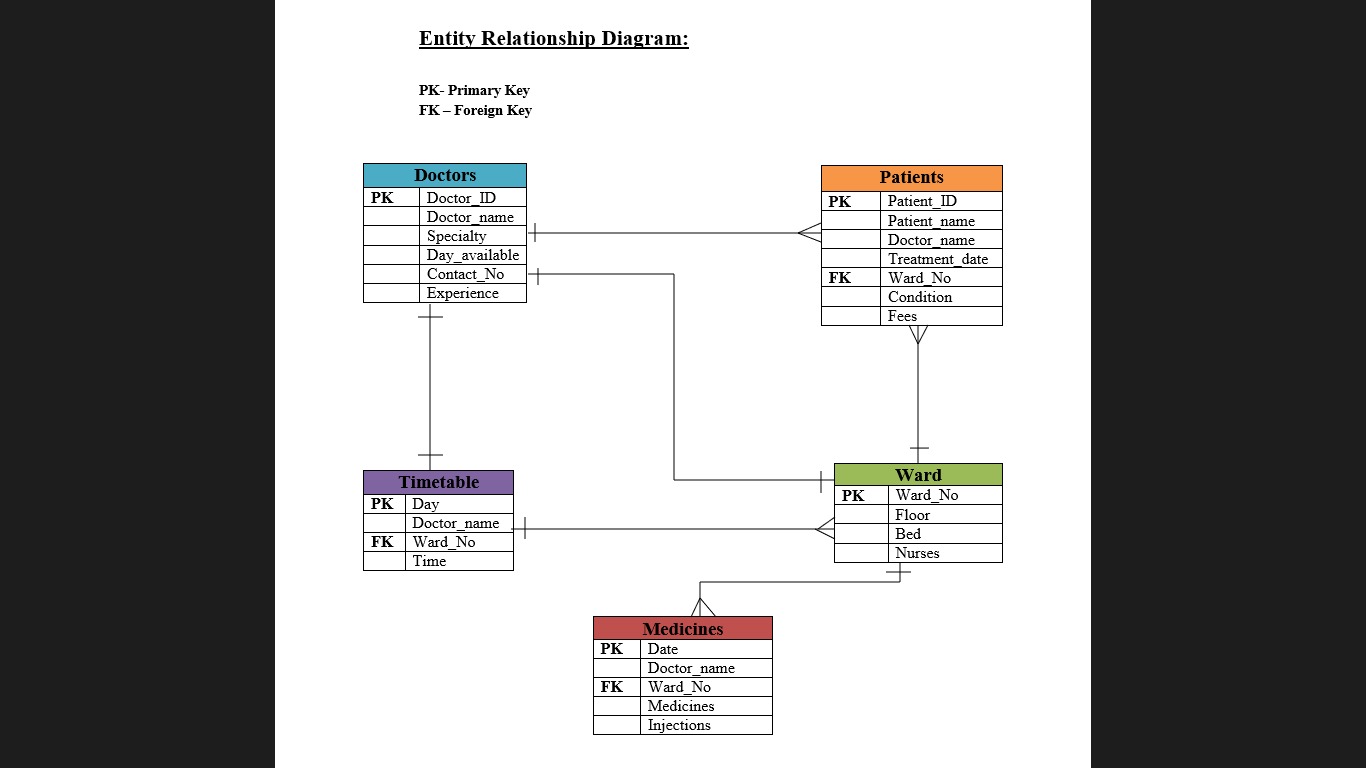 Entity Relationship Diagram:
PK- Primary Key
FK – Foreign Key
Doctors
PK Doctor_ID
Doctor_name
Specialty
Day_available
Contact_No
Experience
Patients
PK Patient_ID
Patient_name
Doctor_name
Treatment_date
FK Ward_No
Condition
Fees
Timetable
PK Day
Doctor_name
FK Ward_No
Time
Ward
PK Ward_No
Floor
Bed
Nurses
Medicines
PK Date
Doctor_name
FK Ward_No
Medicines
Injections